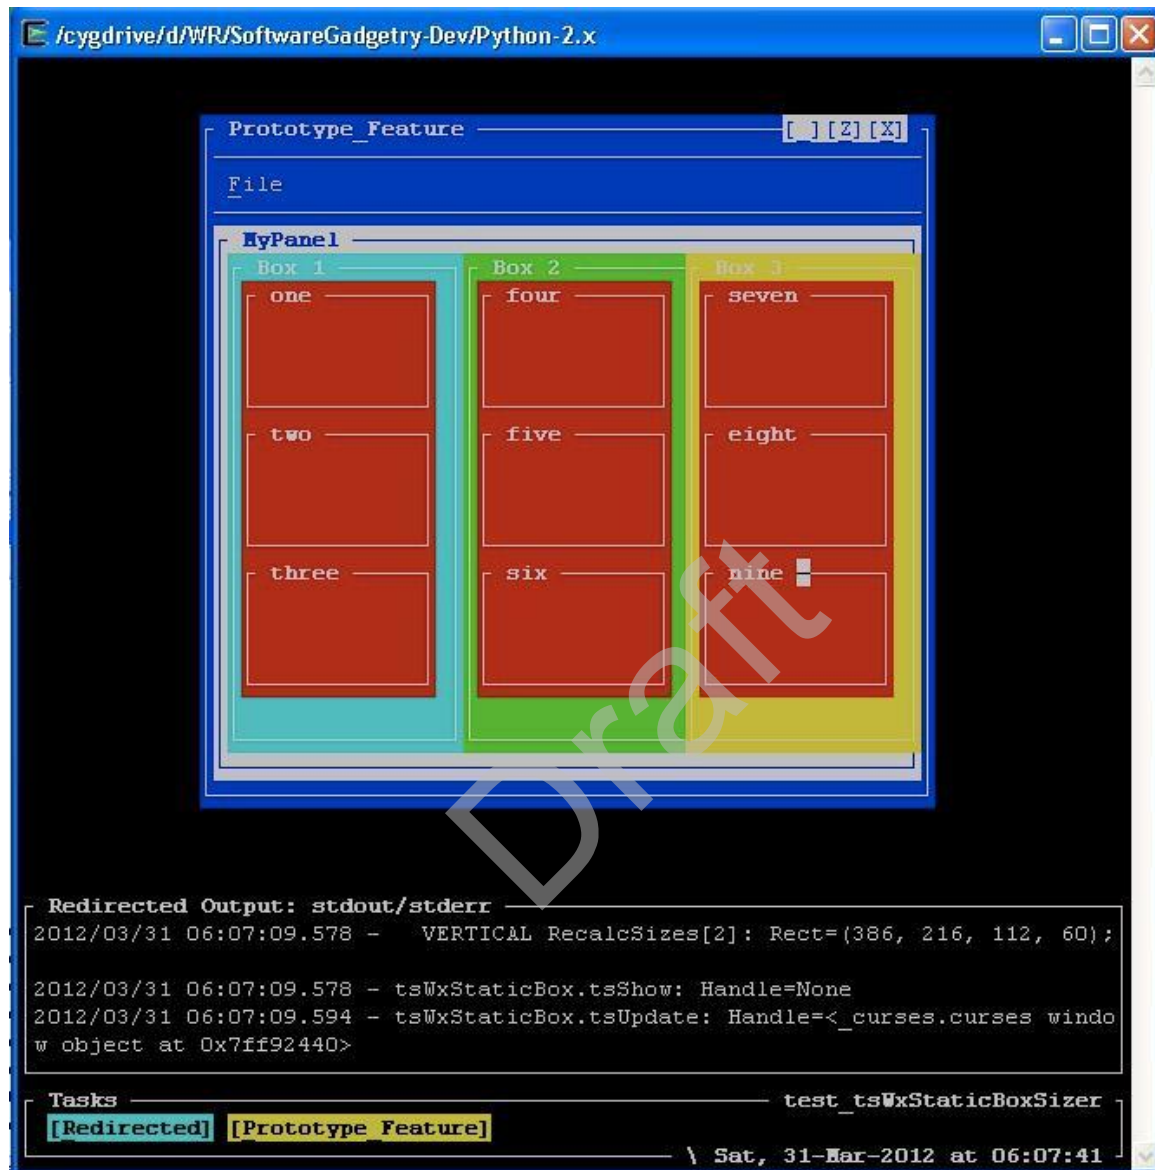 /cygdrive/d/WR/SoftwareGadgetry-Dev/Python-2.x
Prototype_Feature [_][Z][X]
File
MyPanel
Box 1 Box 2 Box 3
one four seven
two five eight
three six nine
Draft
Redirected Output: stdout/stderr
2012/03/31 06:07:09.578 -   VERTICAL RecalcSizes[2]: Rect=(386, 216, 112, 60);
2012/03/31 06:07:09.578 - tsWxStaticBox.tsShow: Handle=None
2012/03/31 06:07:09.594 - tsWxStaticBox.tsUpdate: Handle=<_curses.curses windo
w object at 0x7ff92440>
Tasks test_tsWxStaticBoxSizer
[Redirected] [Prototype_Feature]
\ Sat, 31-Mar-2012 at 06:07:41